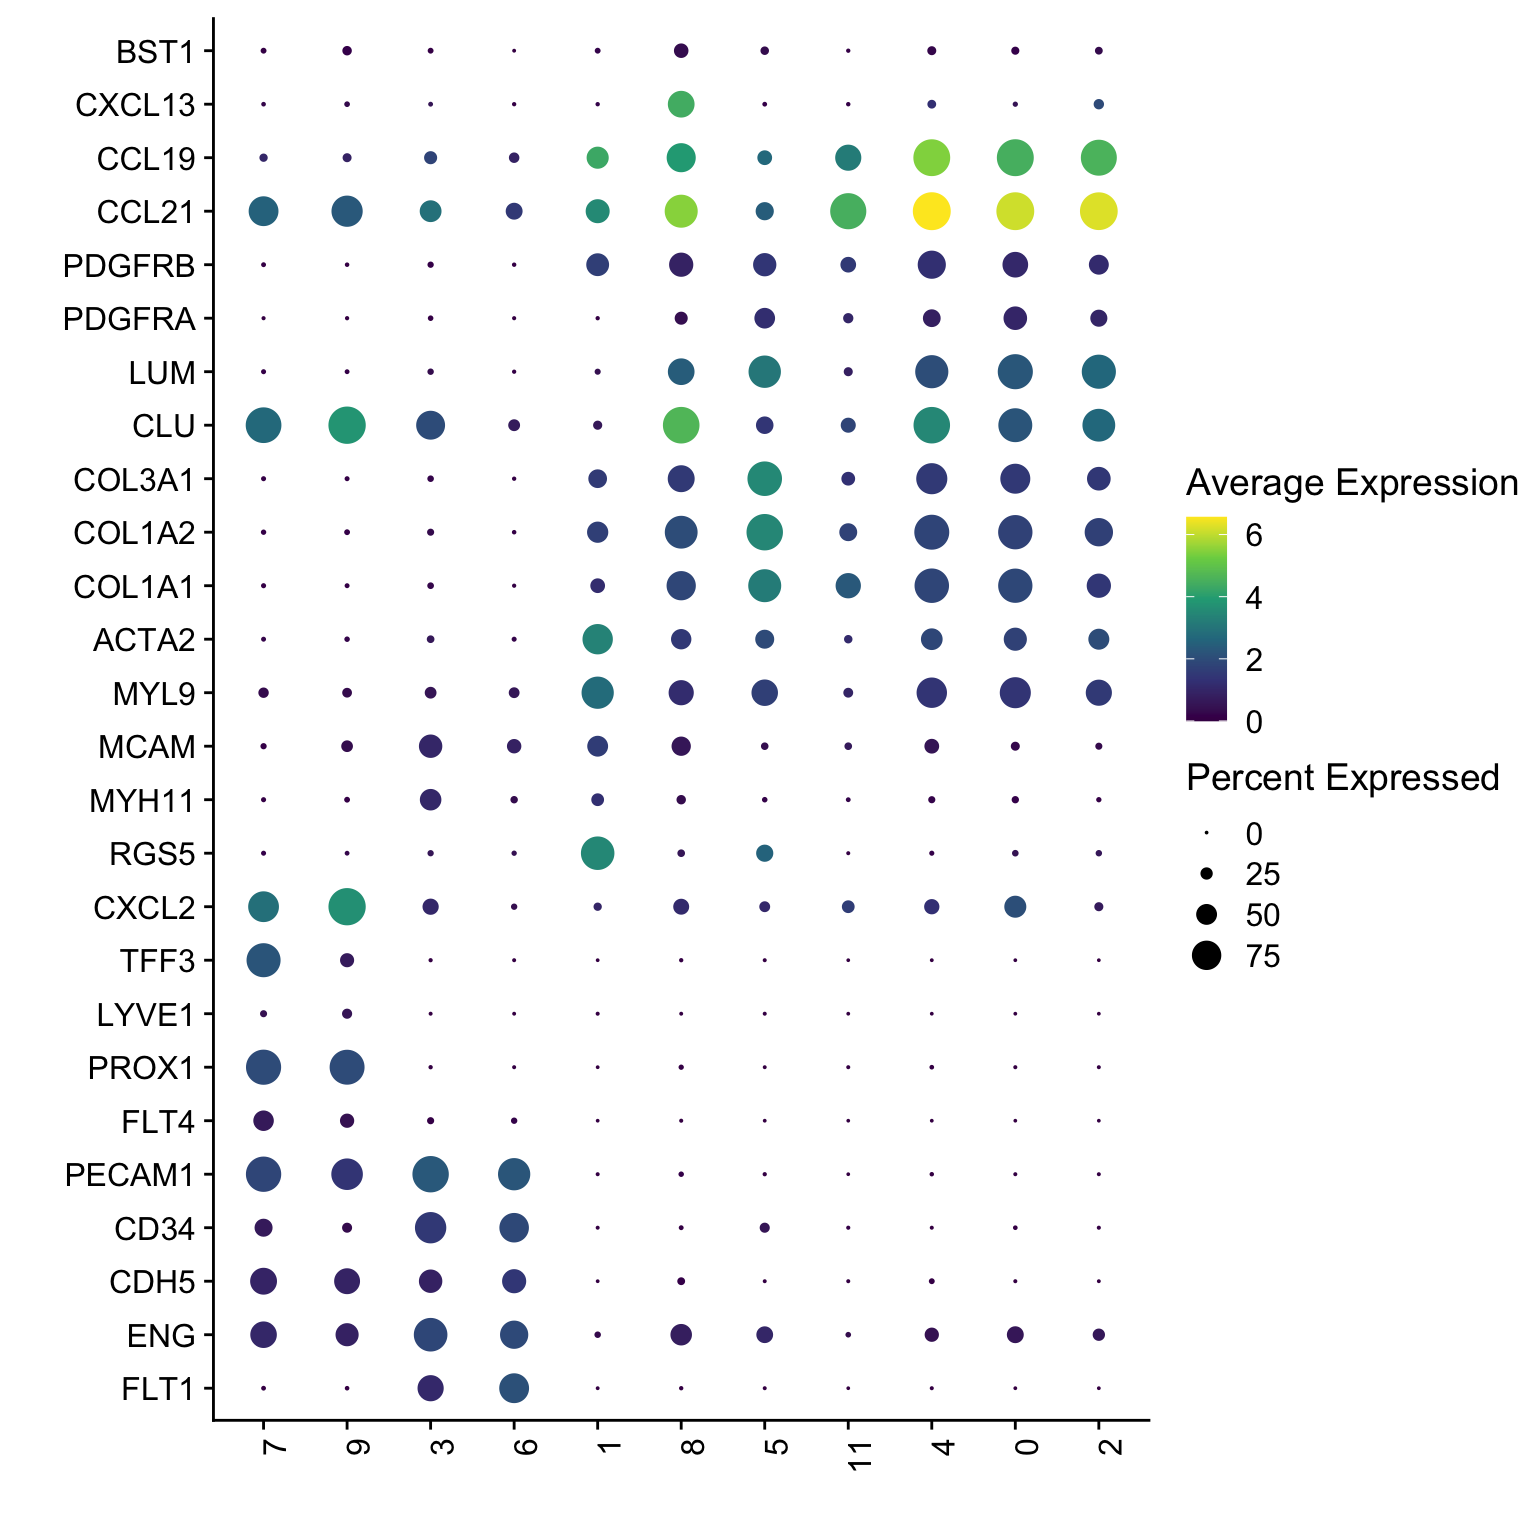 BST1
CXCL13
CCL19
CCL21
PDGFRB
PDGFRA
LUM
CLU
COL3A1
COL1A2
COL1A1
ACTA2
MYL9
MCAM
MYH11
RGS5
CXCL2
TFF3
LYVE1
PROX1
FLT4
PECAM1
CD34
CDH5
ENG
FLT1
7 9 3 6 1 8 5 11 4 0 2
Average Expression
6
4
2
0
Percent Expressed
0
25
50
75